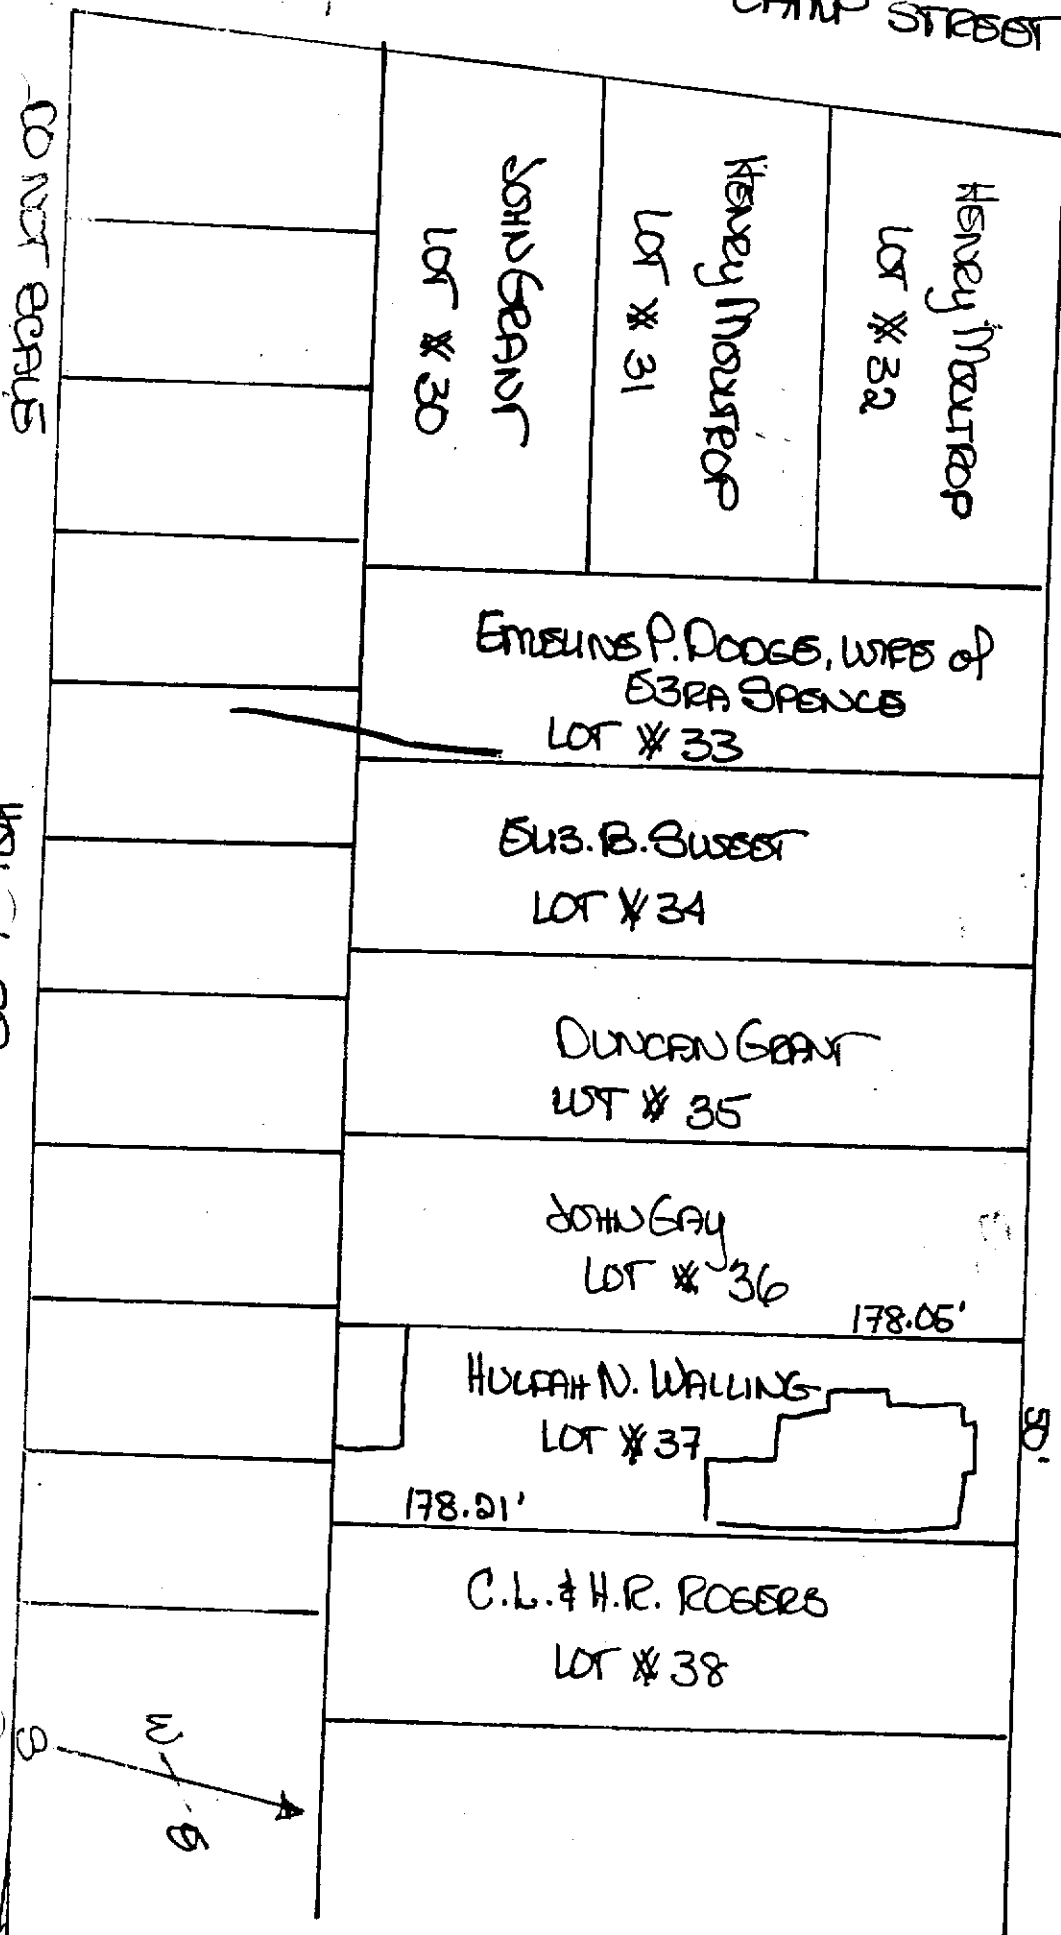 CAMP STREET
DO NOT SCALE
JOHN GRANT
LOT # 30
HENRY MOULTROP
LOT # 31
HENRY MOULTROP
LOT # 32
EMELINE P. DODGE, WIFE of
EZRA SPENCE
LOT # 33
ELIZ. B. SWEET
LOT # 34
DUNCAN GRANT
LOT # 35
JOHN GAY
LOT # 36
178.05'
HULDAH N. WALLING
LOT # 37
50'
178.21'
C.L. & H.R. ROGERS
LOT # 38
W
E
S